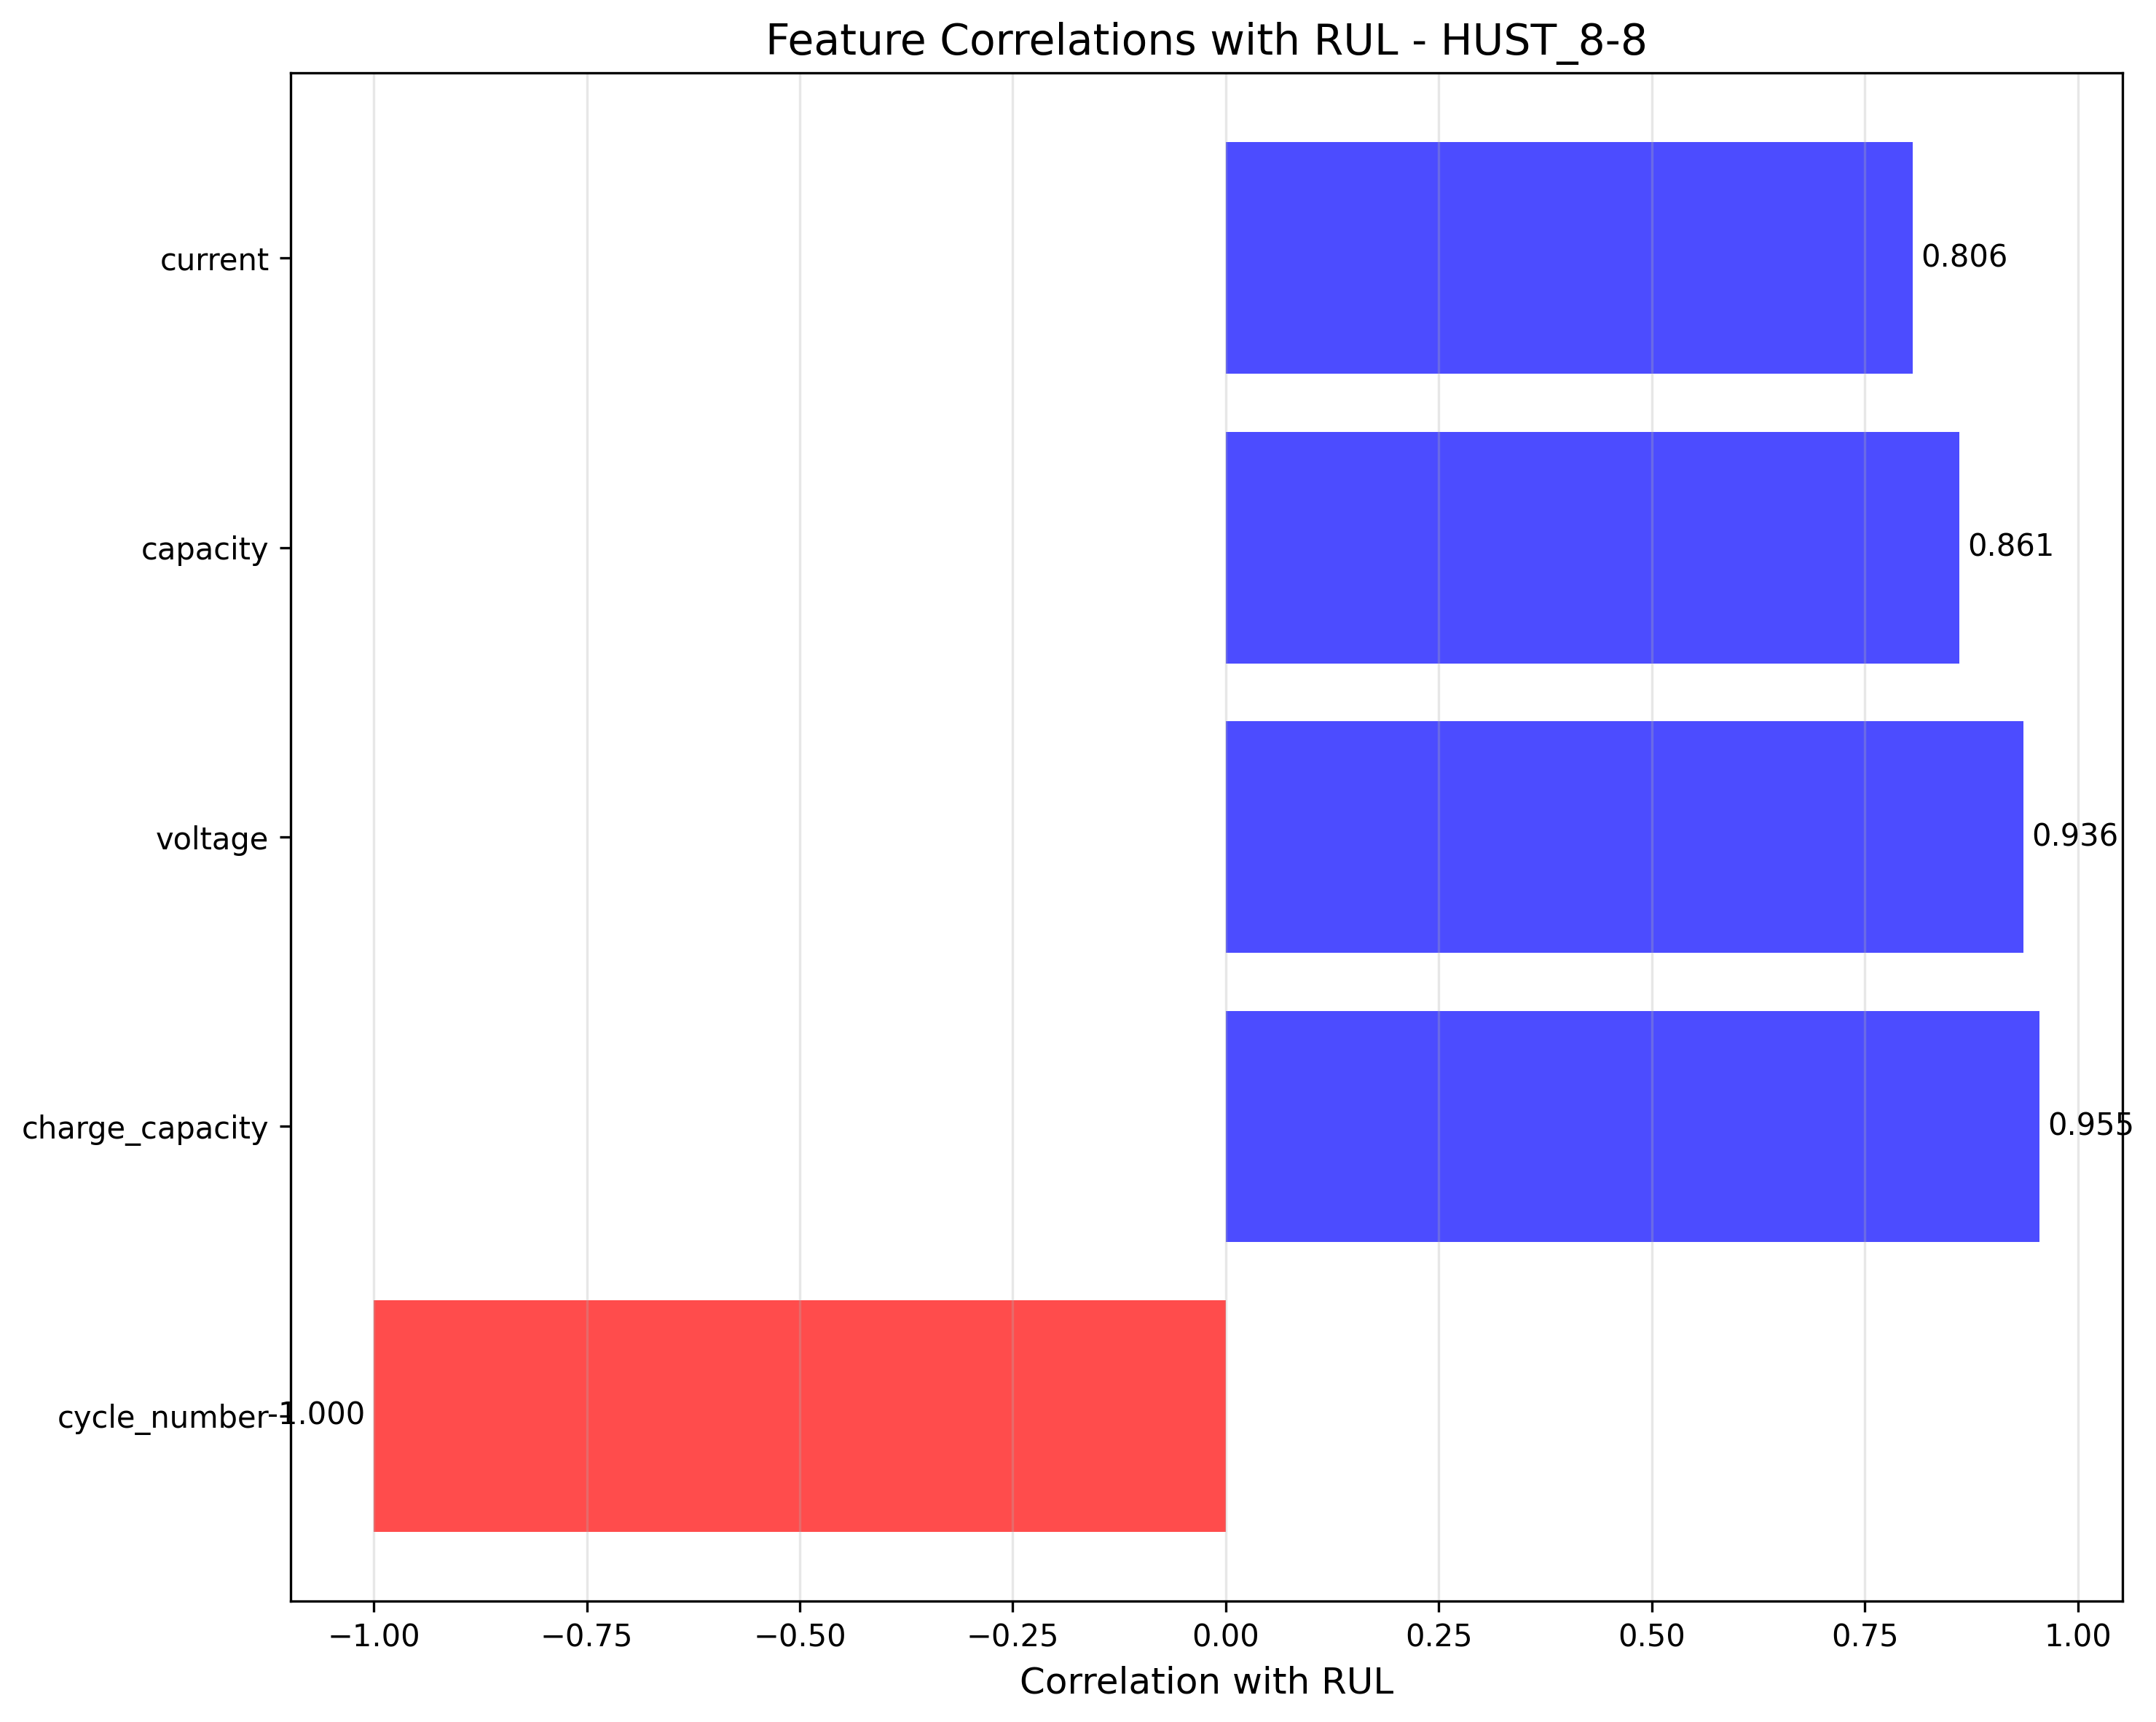 Feature Correlations with RUL - HUST_8-8
current
0.806
capacity
0.861
voltage
0.936
charge_capacity
0.955
cycle_number
-1.000
−1.00 −0.75 −0.50 −0.25 0.00 0.25 0.50 0.75 1.00
Correlation with RUL